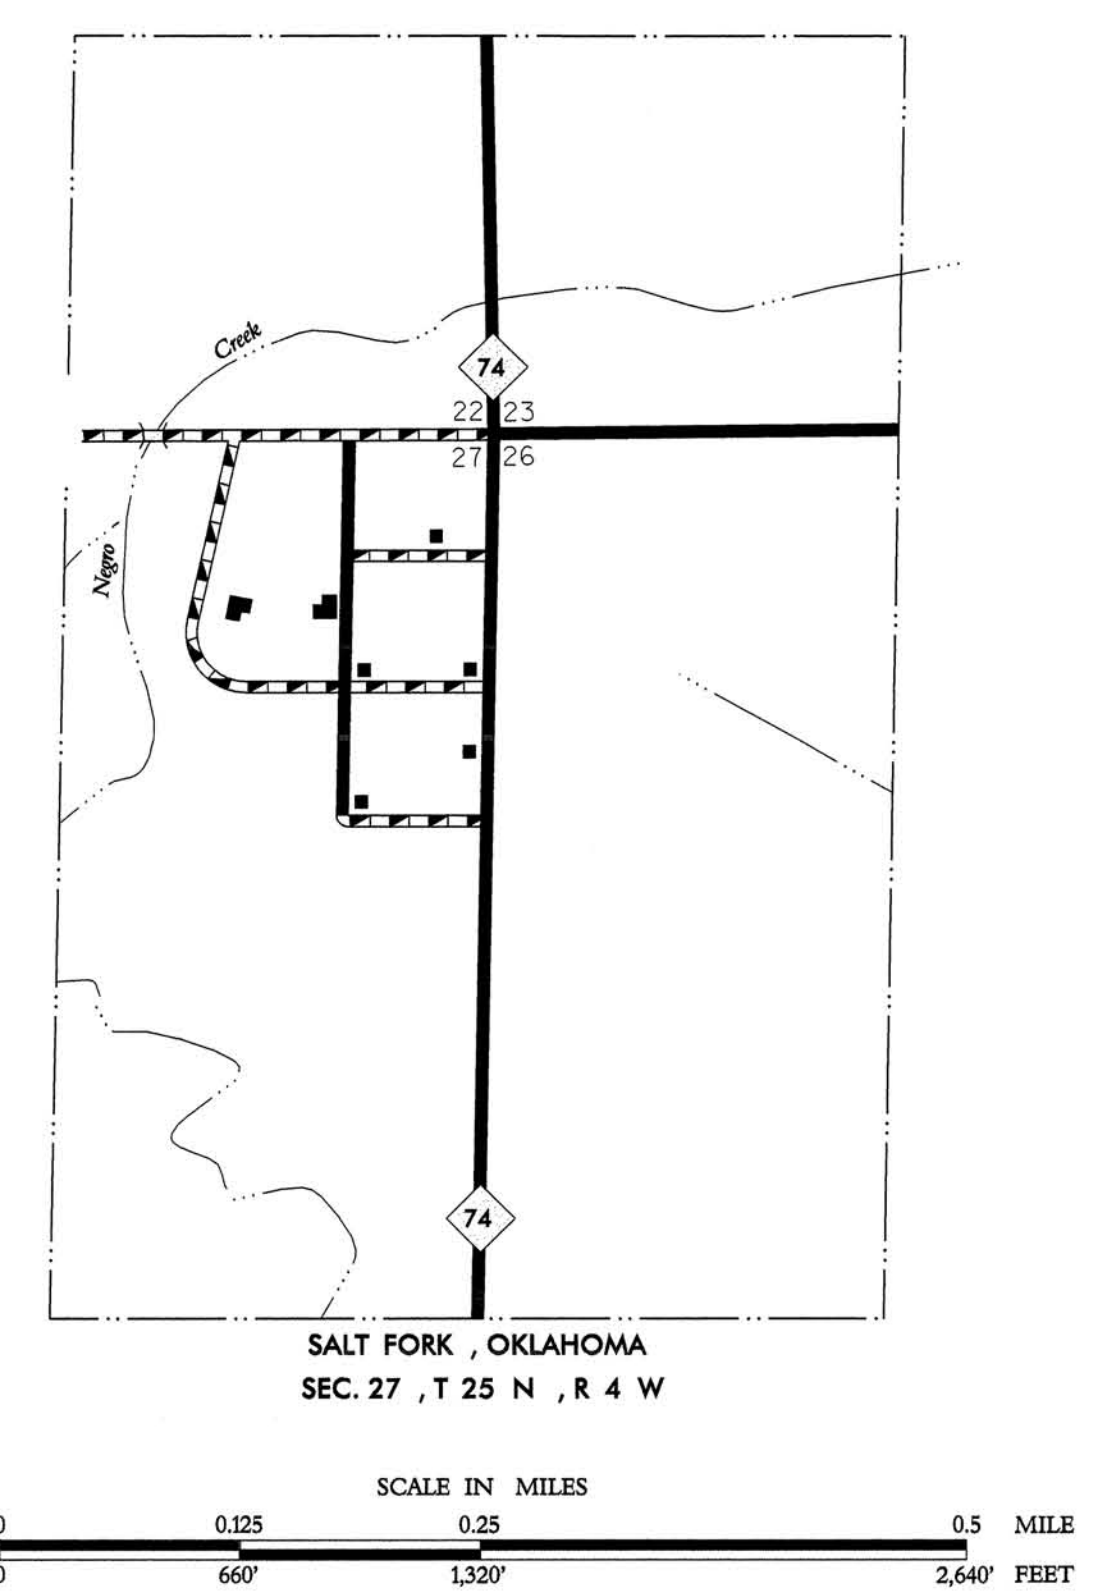 Creek
74
22 23
27 26
Negro
74
SALT FORK , OKLAHOMA
SEC. 27 , T 25 N , R 4 W
SCALE IN MILES
0 0.125 0.25 0.5 MILE
0 660' 1,320' 2,640' FEET